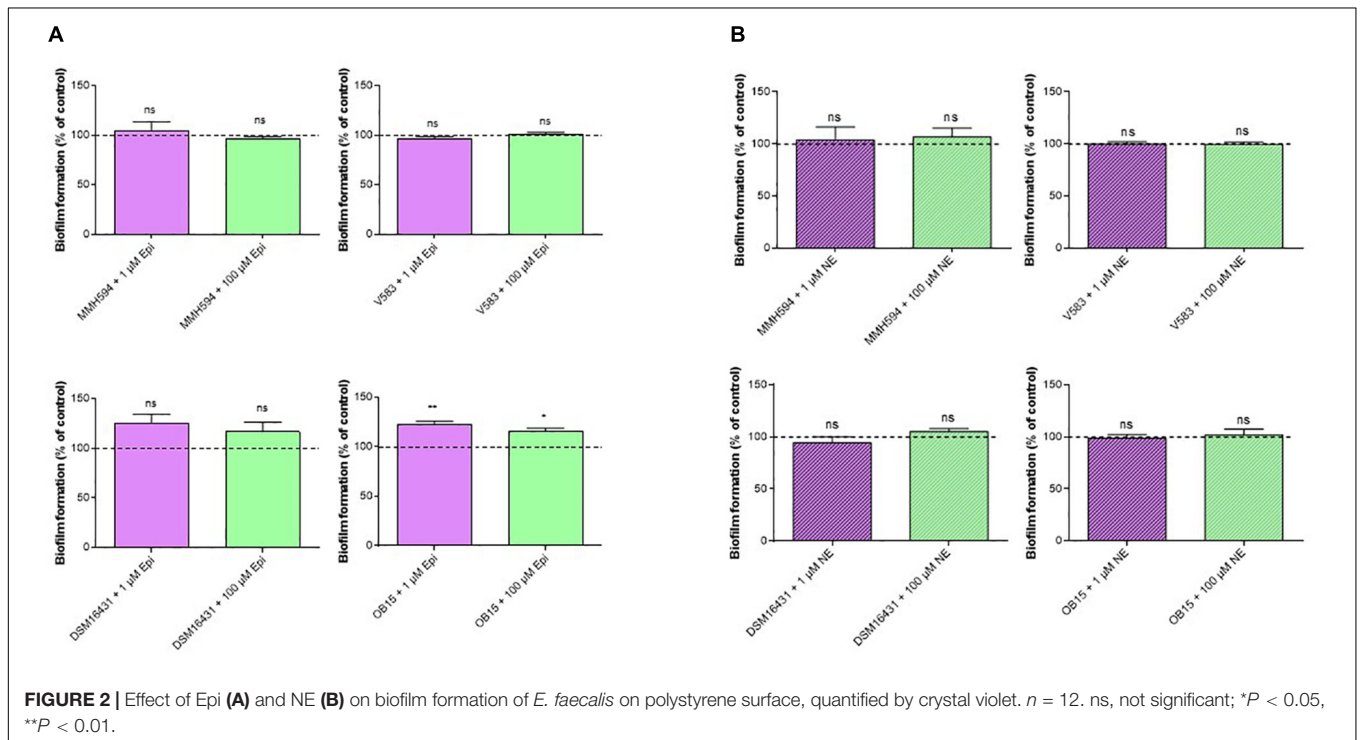 A
B
Biofilm formation (% of control)
150
100
50
0
ns
ns
MMH594 + 1 µM Epi
MMH594 + 100 µM Epi
Biofilm formation (% of control)
150
100
50
0
ns
ns
V583 + 1 µM Epi
V583 + 100 µM Epi
Biofilm formation (% of control)
150
100
50
0
ns
ns
MMH594 + 1 µM NE
MMH594 + 100 µM NE
Biofilm formation (% of control)
150
100
50
0
ns
ns
V583 + 1 µM NE
V583 + 100 µM NE
Biofilm formation (% of control)
150
100
50
0
ns
ns
DSM16431 + 1 µM Epi
DSM16431 + 100 µM Epi
Biofilm formation (% of control)
150
100
50
0
**
*
OB15 + 1 µM Epi
OB15 + 100 µM Epi
Biofilm formation (% of control)
150
100
50
0
ns
ns
DSM16431 + 1 µM NE
DSM16431 + 100 µM NE
Biofilm formation (% of control)
150
100
50
0
ns
ns
OB15 + 1 µM NE
OB15 + 100 µM NE
FIGURE 2 | Effect of Epi (A) and NE (B) on biofilm formation of E. faecalis on polystyrene surface, quantified by crystal violet. n = 12. ns, not significant; *P < 0.05,
**P < 0.01.